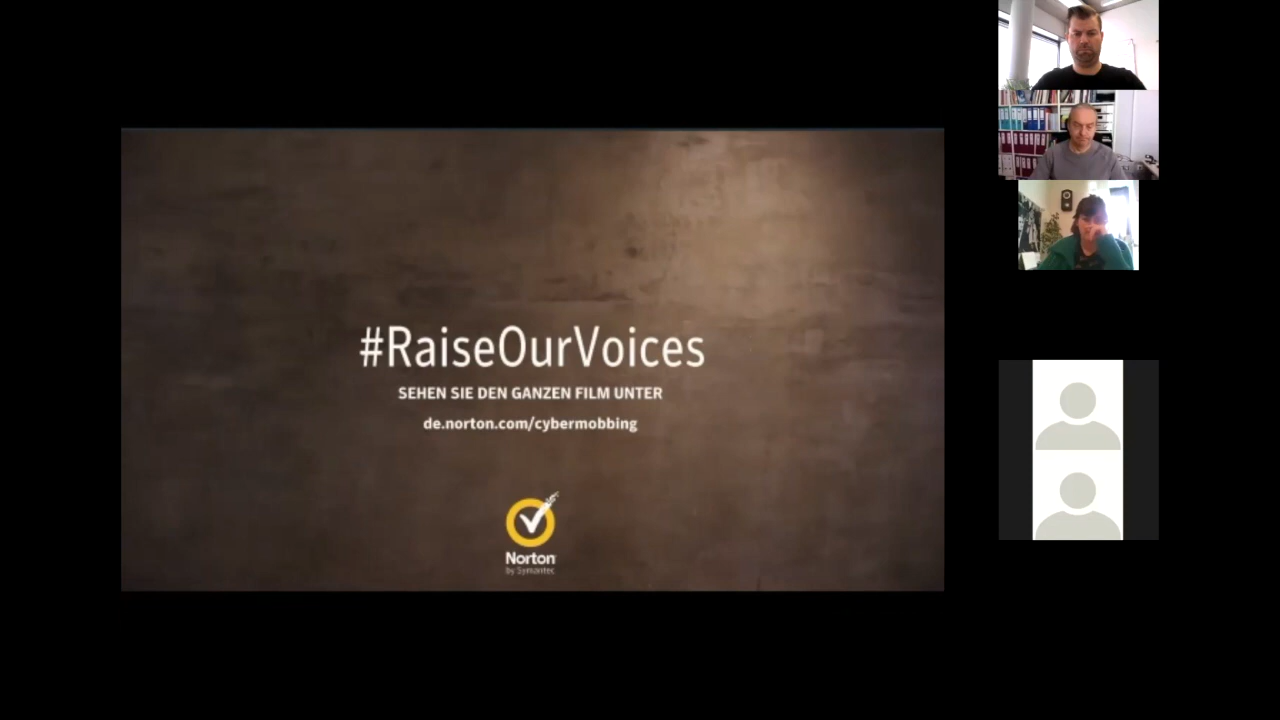 #RaiseOurVoices
SEHEN SIE DEN GANZEN FILM UNTER
de.norton.com/cybermobbing
Norton
by Symantec